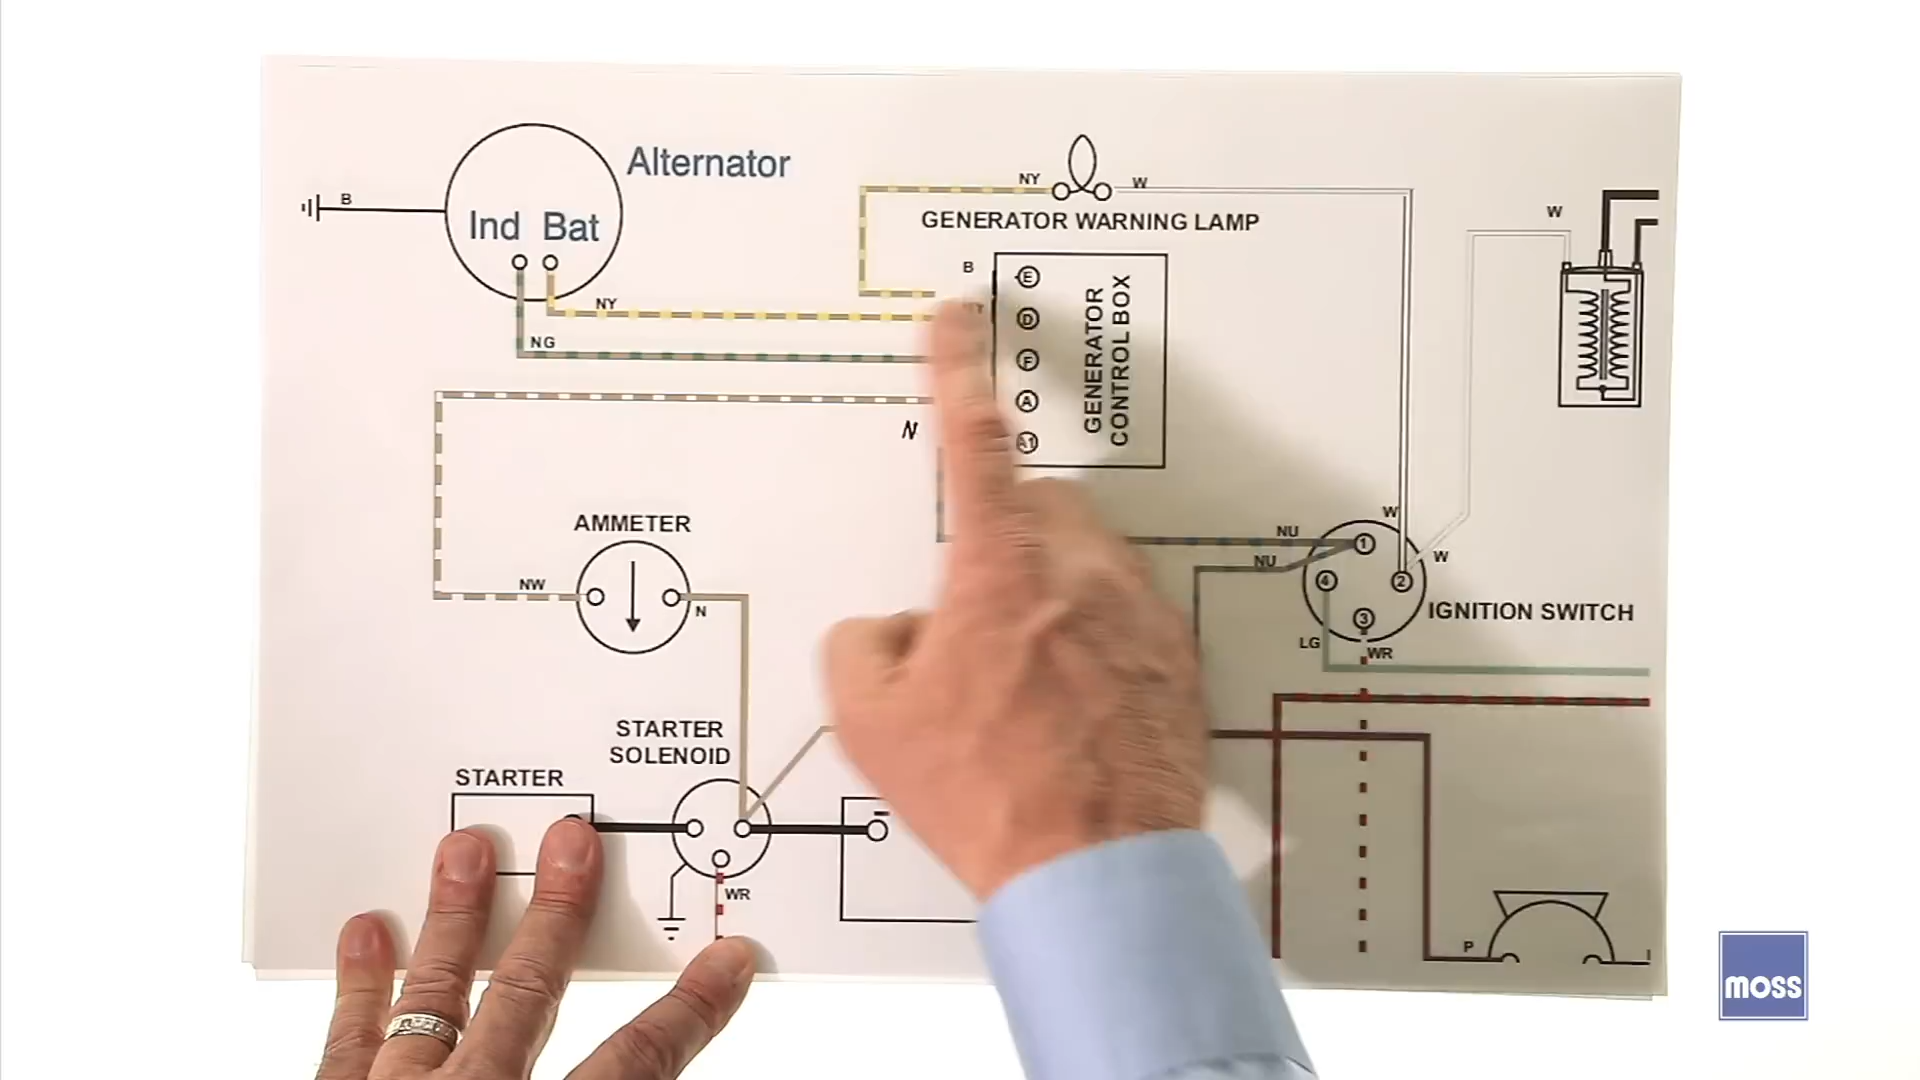 Alternator
Ind Bat
B
NY
NG
NY
W
GENERATOR WARNING LAMP
B
E
D
F
A
A1
GENERATOR
CONTROL BOX
N
W
AMMETER
NW
N
NU
NU
W
W
1
2
3
4
IGNITION SWITCH
LG
WR
STARTER
SOLENOID
STARTER
WR
P
moss